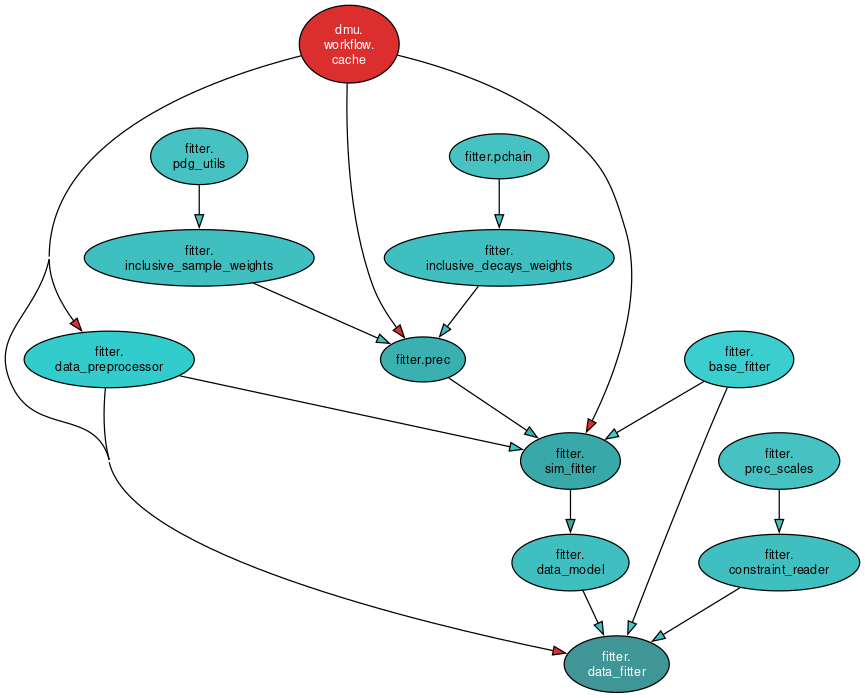 dmu.
workflow.
cache
fitter.
pdg_utils
fitter.pchain
fitter.
inclusive_sample_weights
fitter.
inclusive_decays_weights
fitter.
data_preprocessor
fitter.prec
fitter.
base_fitter
fitter.
sim_fitter
fitter.
prec_scales
fitter.
data_model
fitter.
constraint_reader
fitter.
data_fitter